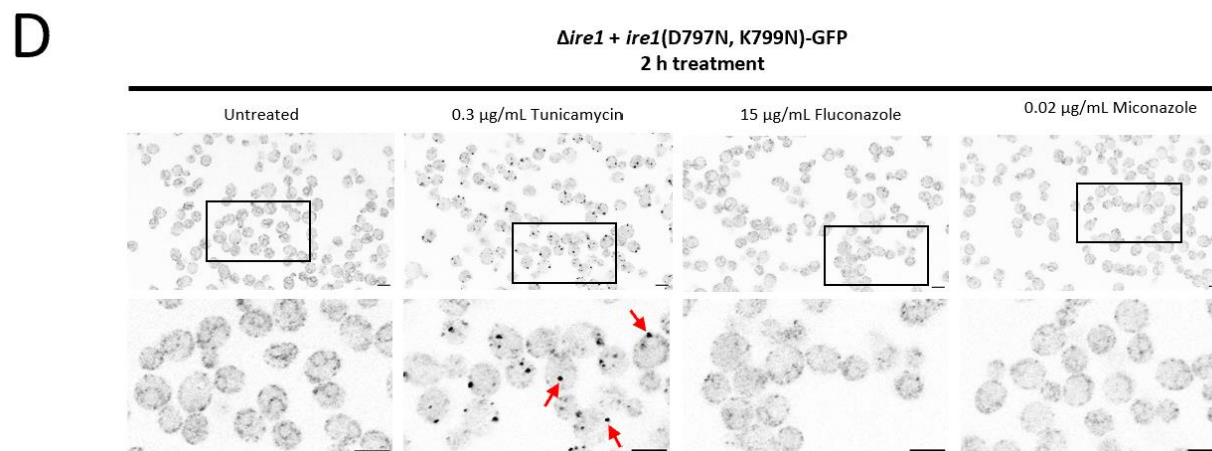 D
Δire1 + ire1(D797N, K799N)-GFP
2 h treatment
Untreated
0.3 µg/mL Tunicamycin
15 µg/mL Fluconazole
0.02 µg/mL Miconazole